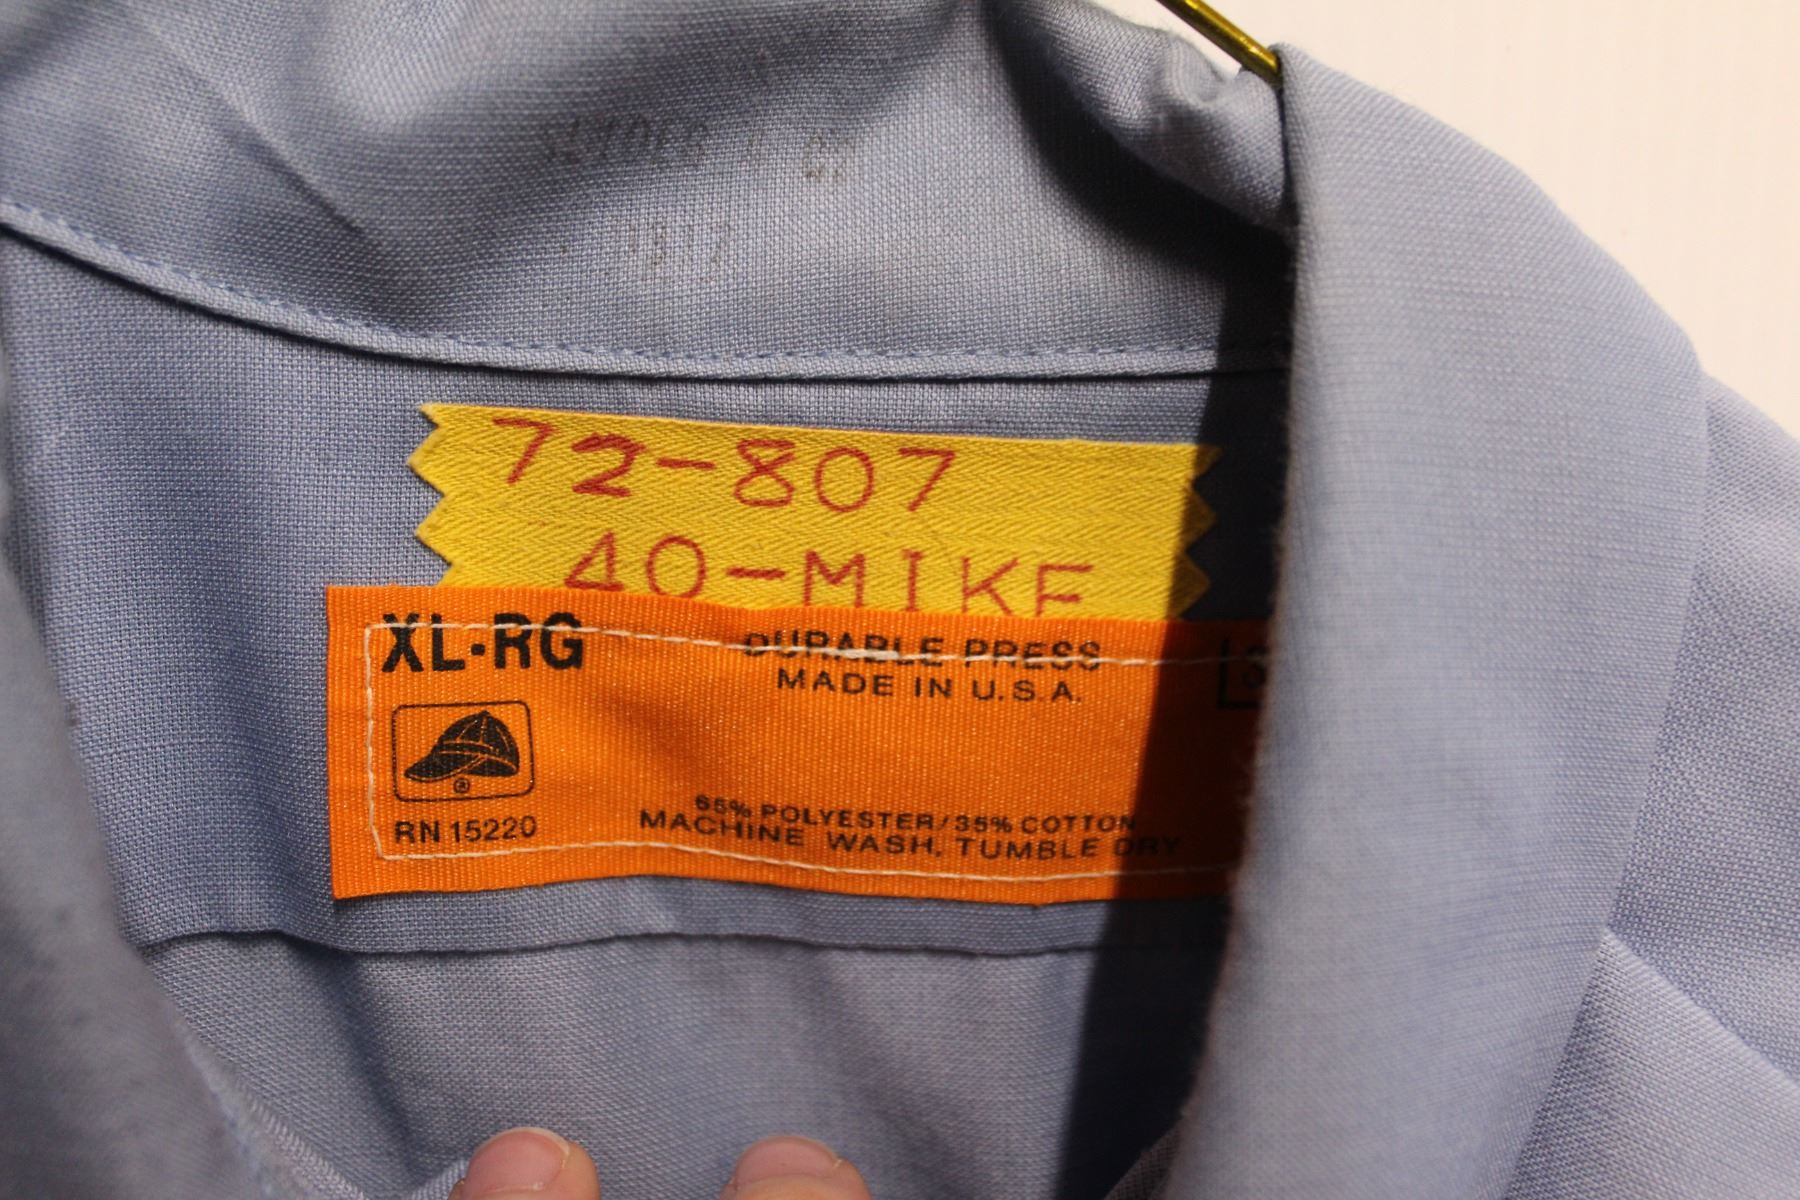 72-807
40-MIKE
XL·RG
DURABLE PRESS
MADE IN U.S.A.
®
RN 15220
65% POLYESTER/35% COTTON
MACHINE WASH, TUMBLE DRY